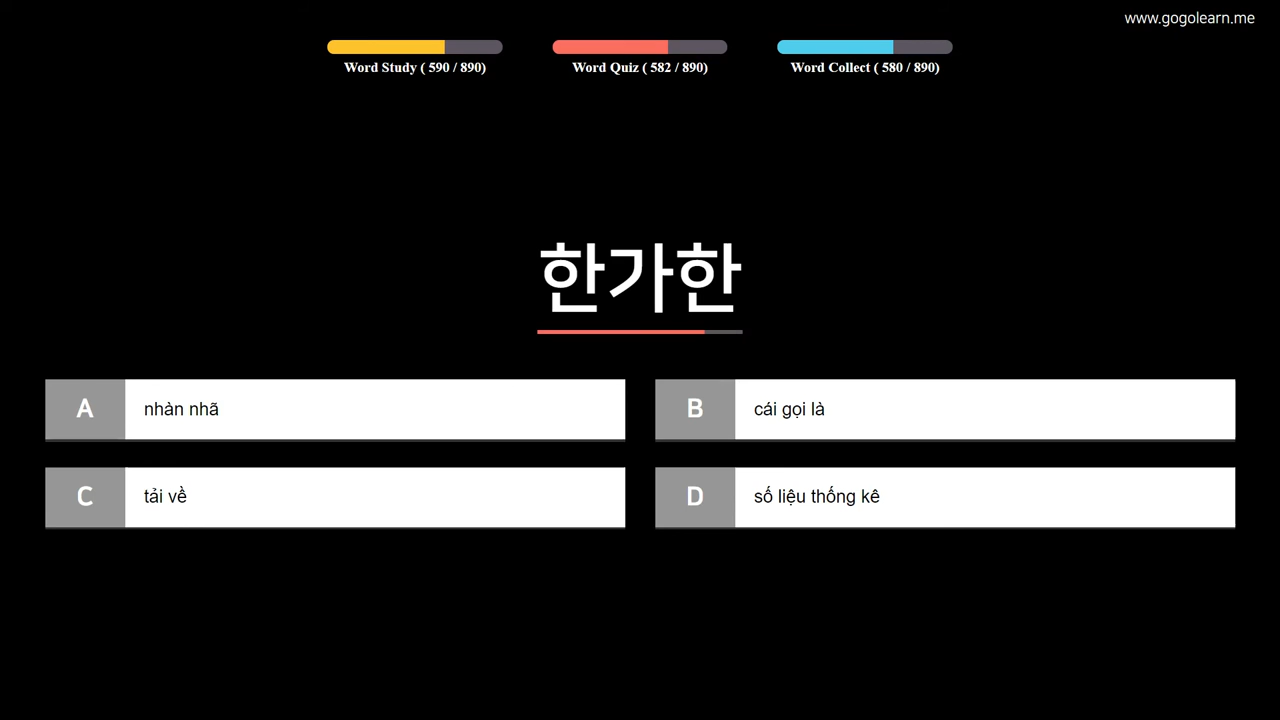 www.gogolearn.me
Word Study ( 590 / 890)
Word Quiz ( 582 / 890)
Word Collect ( 580 / 890)
한가한
A nhàn nhã
B cái gọi là
C tải về
D số liệu thống kê